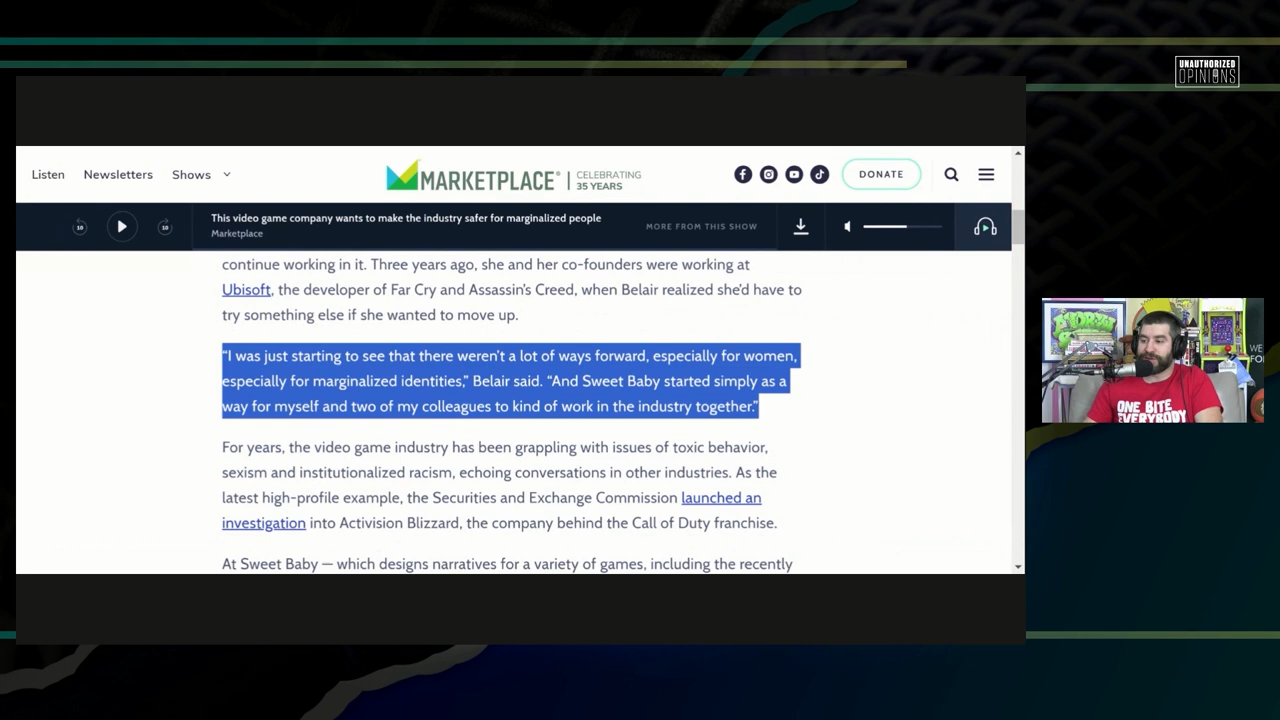 UNAUTHORIZED
OPINIONS
Listen Newsletters Shows
MARKETPLACE® | CELEBRATING
35 YEARS
DONATE
10
10
This video game company wants to make the industry safer for marginalized people
Marketplace
MORE FROM THIS SHOW
continue working in it. Three years ago, she and her co-founders were working at
Ubisoft, the developer of Far Cry and Assassin’s Creed, when Belair realized she’d have to
try something else if she wanted to move up.
“I was just starting to see that there weren’t a lot of ways forward, especially for women,
especially for marginalized identities,” Belair said. “And Sweet Baby started simply as a
way for myself and two of my colleagues to kind of work in the industry together.”
For years, the video game industry has been grappling with issues of toxic behavior,
sexism and institutionalized racism, echoing conversations in other industries. As the
latest high-profile example, the Securities and Exchange Commission launched an
investigation into Activision Blizzard, the company behind the Call of Duty franchise.
At Sweet Baby — which designs narratives for a variety of games, including the recently
WE
ONE BITE
EVERYBODY